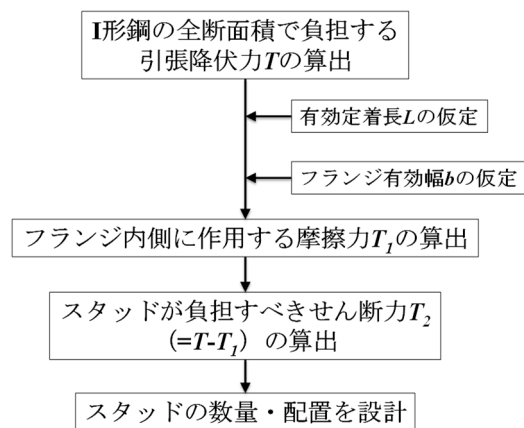 I形鋼の全断面積で負担する
引張降伏力Tの算出
有効定着長Lの仮定
フランジ有効幅bの仮定
フランジ内側に作用する摩擦力T₁の算出
スタッドが負担すべきせん断力T₂
（=T-T₁）の算出
スタッドの数量・配置を設計